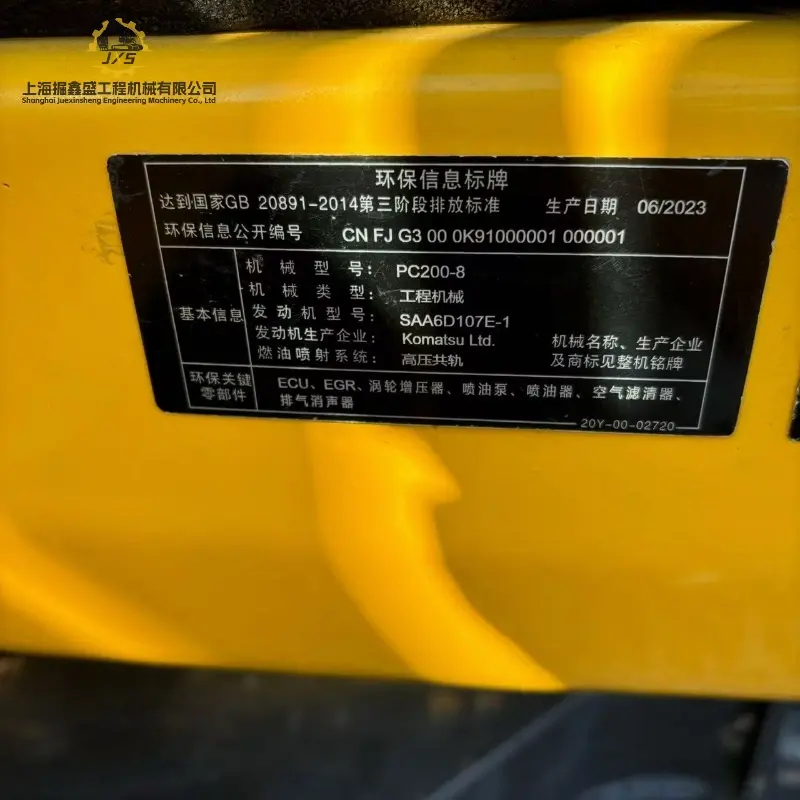 JXS
上海掘鑫盛工程机械有限公司
Shanghai Juexinsheng Engineering Machinery Co., Ltd
环保信息标牌
达到国家GB 20891-2014第三阶段排放标准 生产日期 06/2023
环保信息公开编号 CN FJ G3 00 0K91000001 000001
基本信息
机械型号: PC200-8
机械类型: 工程机械
发动机型号: SAA6D107E-1
发动机生产企业: Komatsu Ltd.
燃油喷射系统: 高压共轨
机械名称、生产企业
及商标见整机铭牌
环保关键
零部件
ECU、EGR、涡轮增压器、喷油泵、喷油器、空气滤清器、
排气消声器
20Y-00-02720